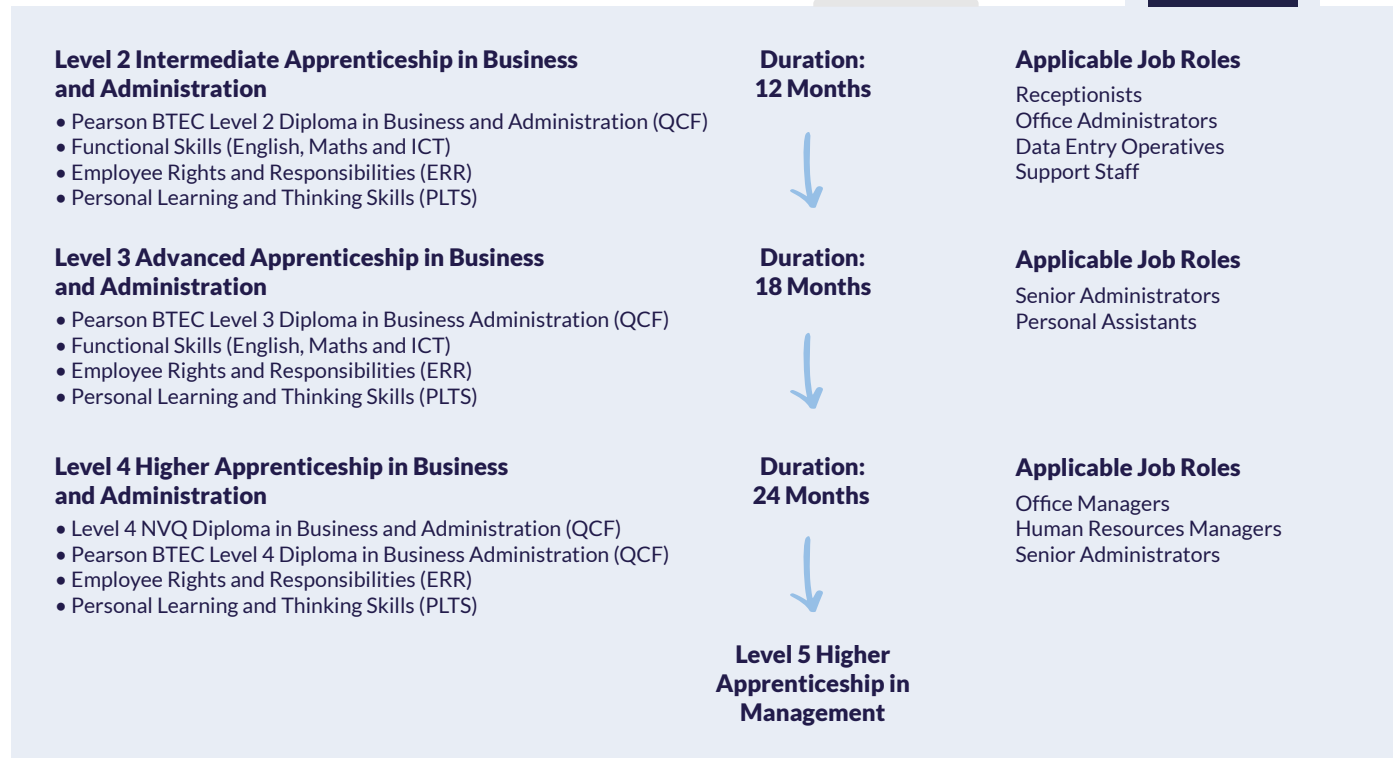 Level 2 Intermediate Apprenticeship in Business
and Administration
• Pearson BTEC Level 2 Diploma in Business and Administration (QCF)
• Functional Skills (English, Maths and ICT)
• Employee Rights and Responsibilities (ERR)
• Personal Learning and Thinking Skills (PLTS)
Duration:
12 Months
Applicable Job Roles
Receptionists
Office Administrators
Data Entry Operatives
Support Staff
Level 3 Advanced Apprenticeship in Business
and Administration
• Pearson BTEC Level 3 Diploma in Business Administration (QCF)
• Functional Skills (English, Maths and ICT)
• Employee Rights and Responsibilities (ERR)
• Personal Learning and Thinking Skills (PLTS)
Duration:
18 Months
Applicable Job Roles
Senior Administrators
Personal Assistants
Level 4 Higher Apprenticeship in Business
and Administration
• Level 4 NVQ Diploma in Business and Administration (QCF)
• Pearson BTEC Level 4 Diploma in Business Administration (QCF)
• Employee Rights and Responsibilities (ERR)
• Personal Learning and Thinking Skills (PLTS)
Duration:
24 Months
Applicable Job Roles
Office Managers
Human Resources Managers
Senior Administrators
Level 5 Higher
Apprenticeship in
Management